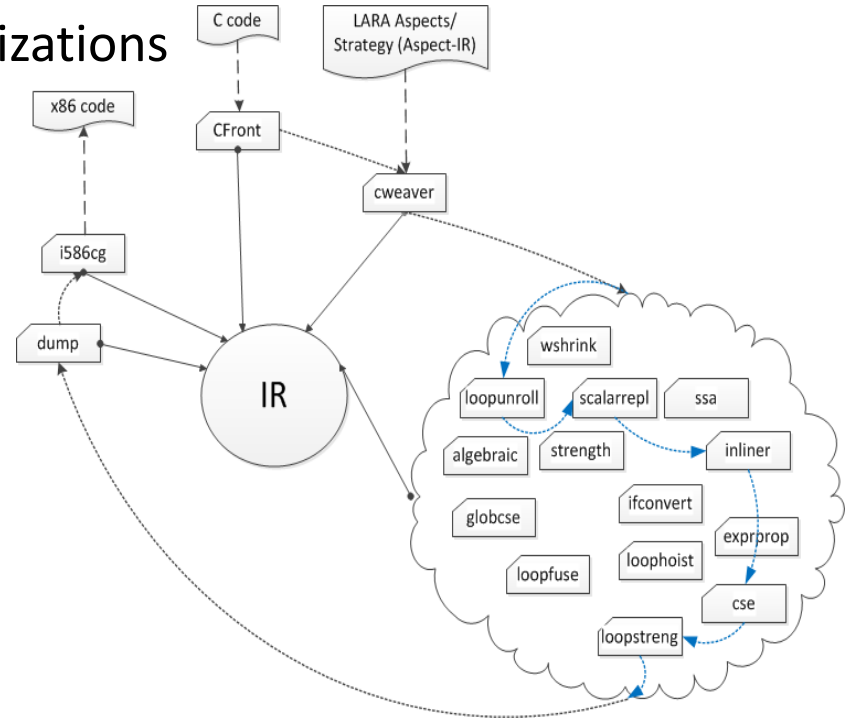 izations
C code
LARA Aspects/
Strategy (Aspect-IR)
x86 code
CFront
cweaver
i586cg
dump
IR
wshrink
loopunroll
scalarrepl
ssa
algebraic
strength
inliner
globcse
ifconvert
exprprop
loopfuse
loophoist
cse
loopstreng